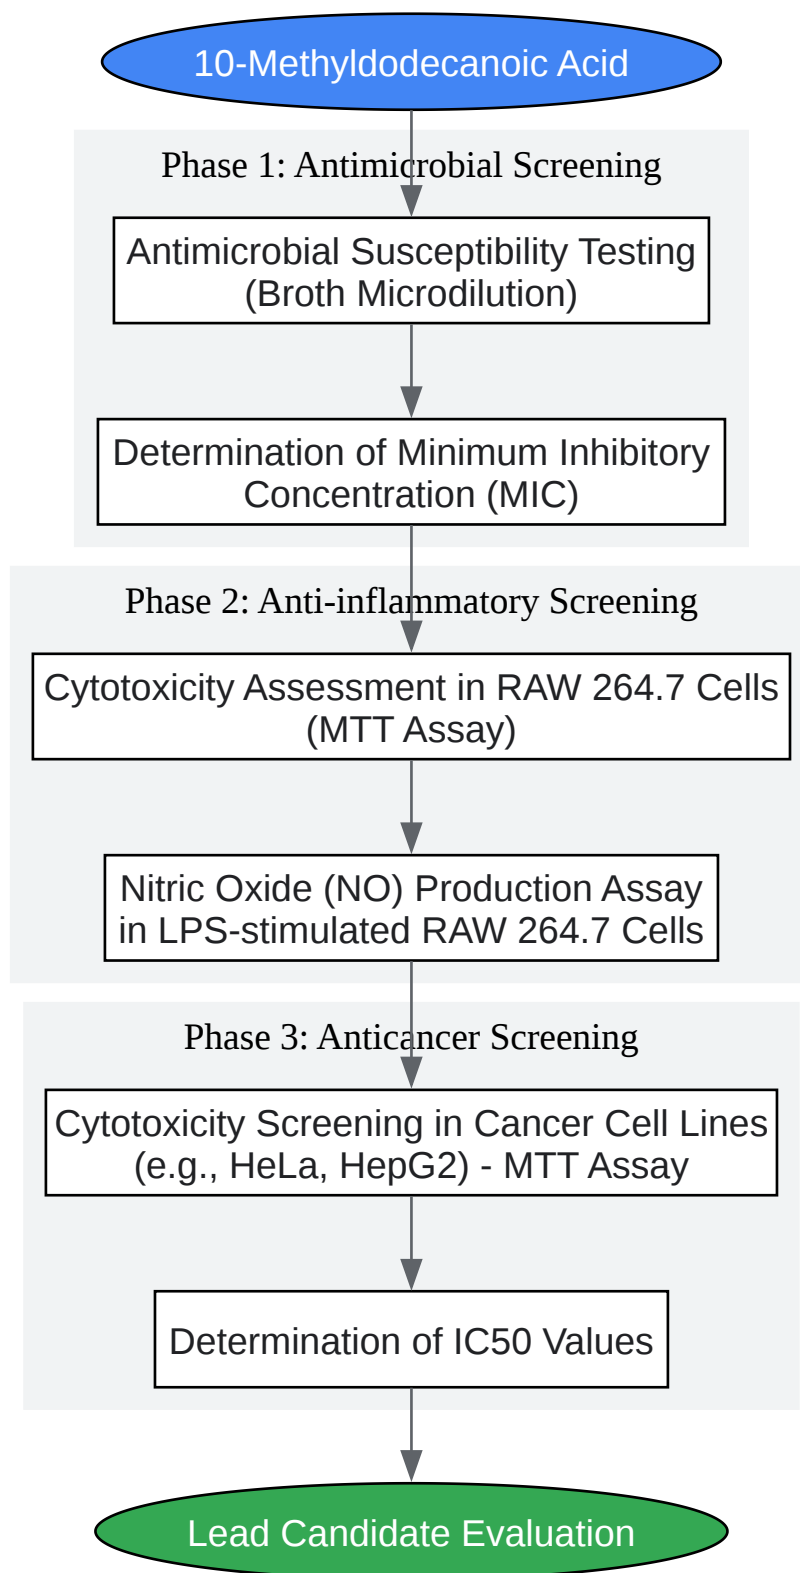 10-Methyldodecanoic Acid
Phase 1: Antimicrobial Screening
Antimicrobial Susceptibility Testing
(Broth Microdilution)
Determination of Minimum Inhibitory
Concentration (MIC)
Phase 2: Anti-inflammatory Screening
Cytotoxicity Assessment in RAW 264.7 Cells
(MTT Assay)
Nitric Oxide (NO) Production Assay
in LPS-stimulated RAW 264.7 Cells
Phase 3: Anticancer Screening
Cytotoxicity Screening in Cancer Cell Lines
(e.g., HeLa, HepG2) - MTT Assay
Determination of IC50 Values
Lead Candidate Evaluation